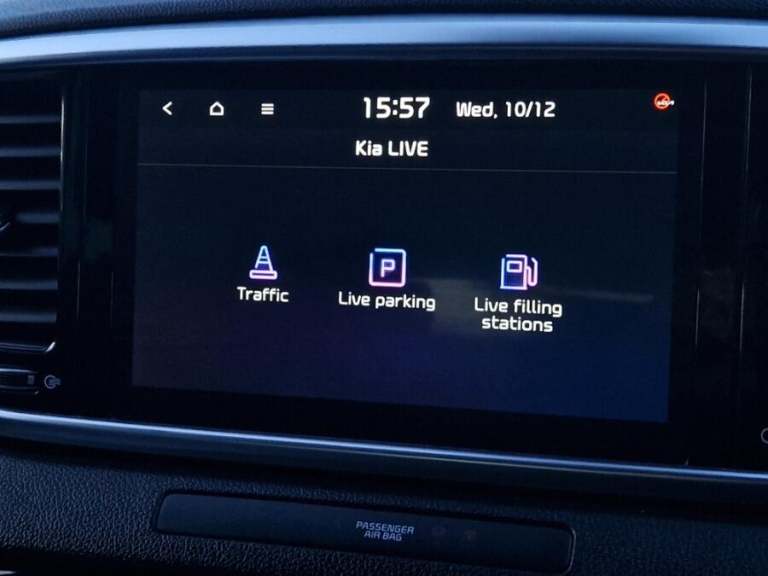 15:57 Wed, 10/12
Kia LIVE
P
Traffic
Live parking
Live filling
stations
PASSENGER
AIR BAG